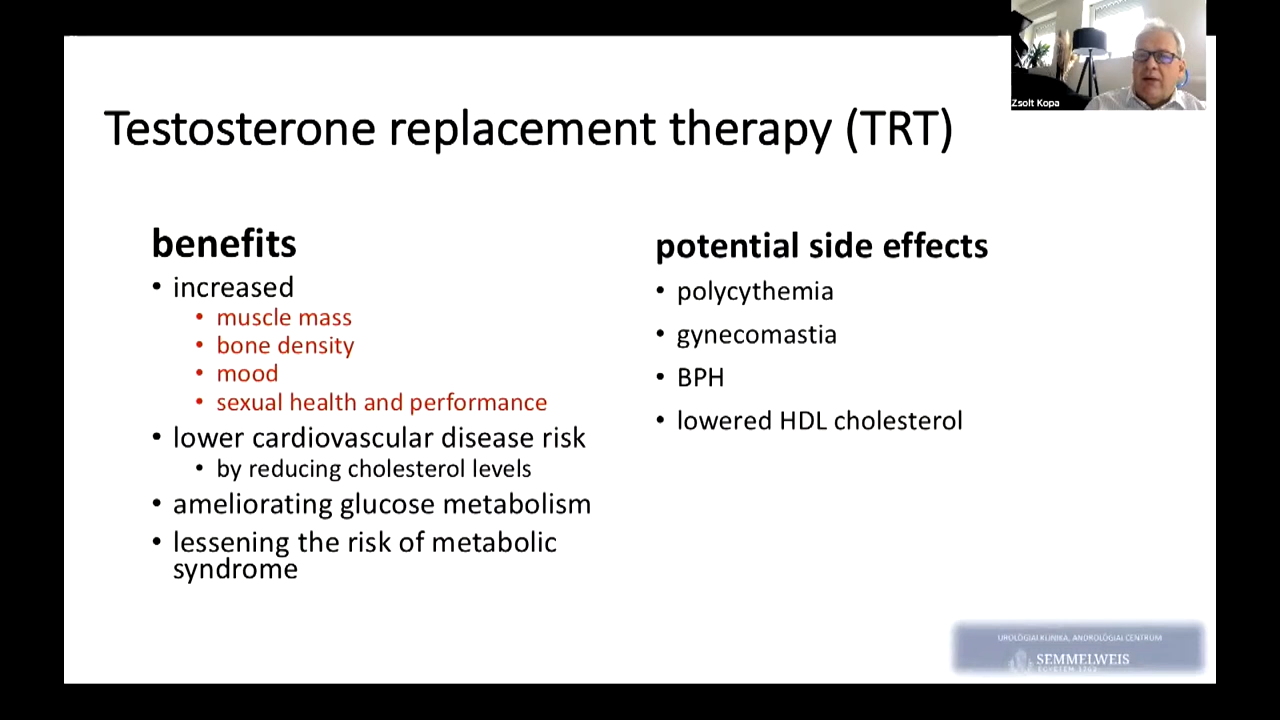 Zsolt Kopa
Testosterone replacement therapy (TRT)
benefits
• increased
• muscle mass
• bone density
• mood
• sexual health and performance
• lower cardiovascular disease risk
• by reducing cholesterol levels
• ameliorating glucose metabolism
• lessening the risk of metabolic
syndrome
potential side effects
• polycythemia
• gynecomastia
• BPH
• lowered HDL cholesterol
UROLÓGIAI KLINIKA, ANDROLÓGIAI CENTRUM
SEMMELWEIS
EGYETEM 1769